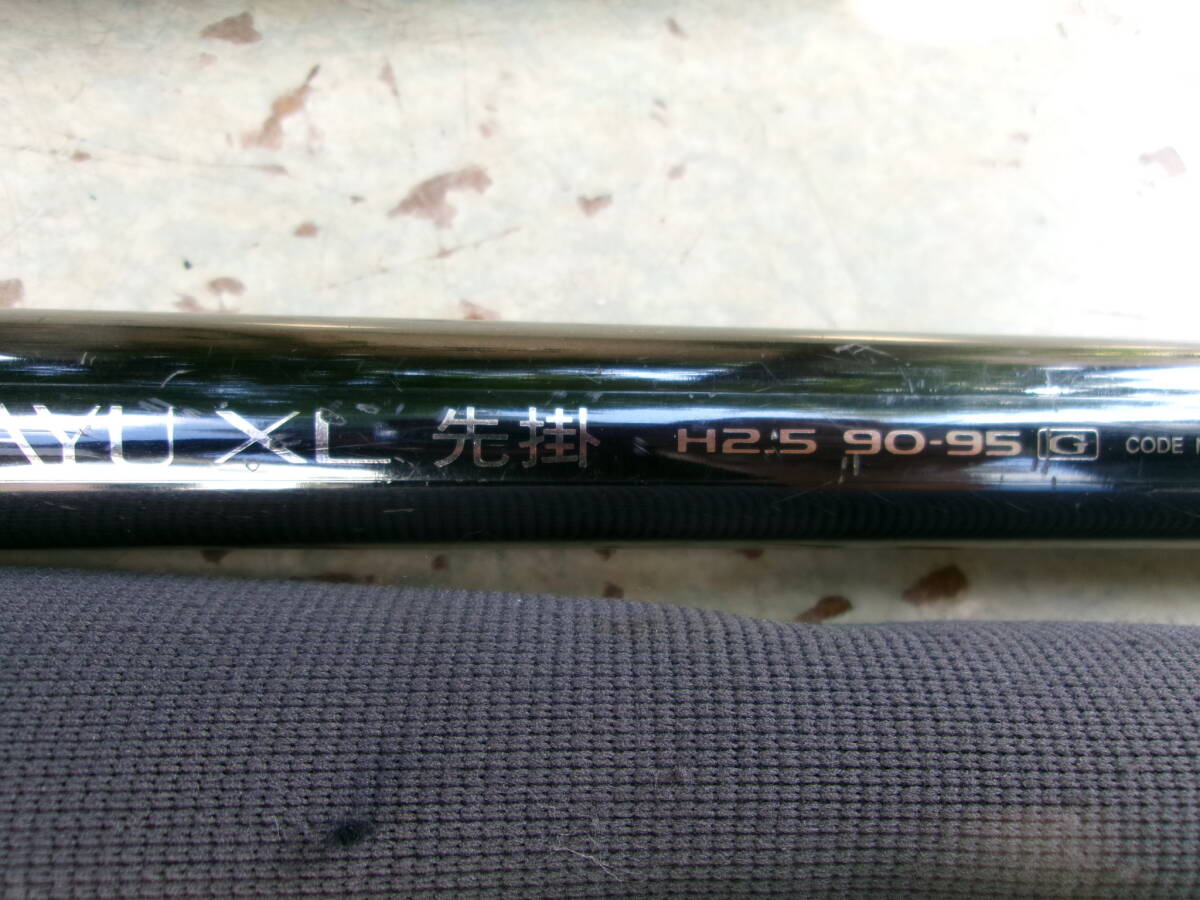 AYU XL 先掛 H2.5 90-95 G CODE